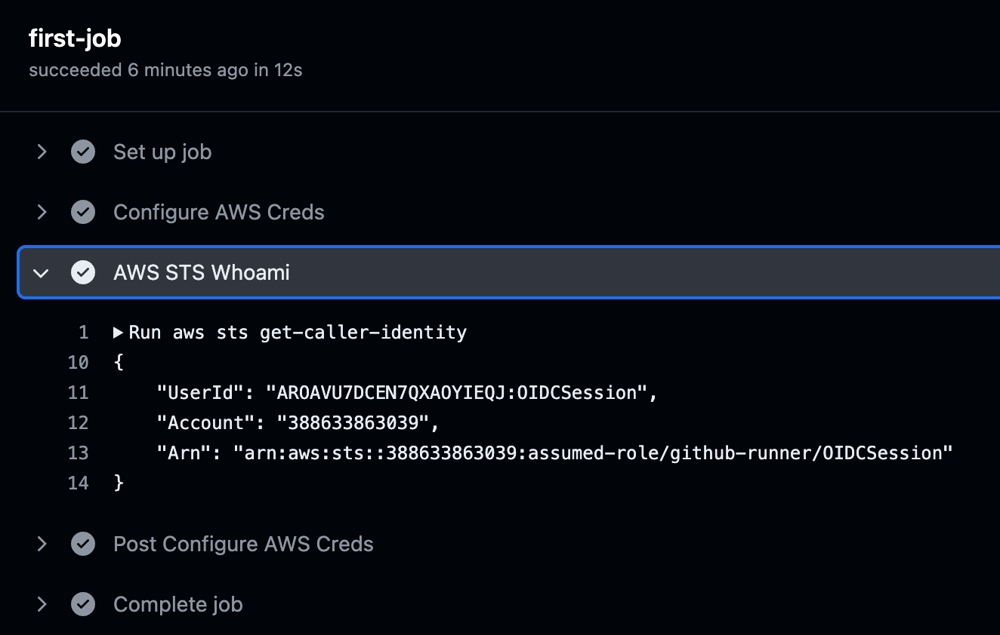 first-job
succeeded 6 minutes ago in 12s
Set up job
Configure AWS Creds
AWS STS Whoami
1 Run aws sts get-caller-identity
10 {
11 "UserId": "AROAVU7DCEN7QXAOYIEQJ:OIDCSession",
12 "Account": "388633863039",
13 "Arn": "arn:aws:sts::388633863039:assumed-role/github-runner/OIDCSession"
14 }
Post Configure AWS Creds
Complete job